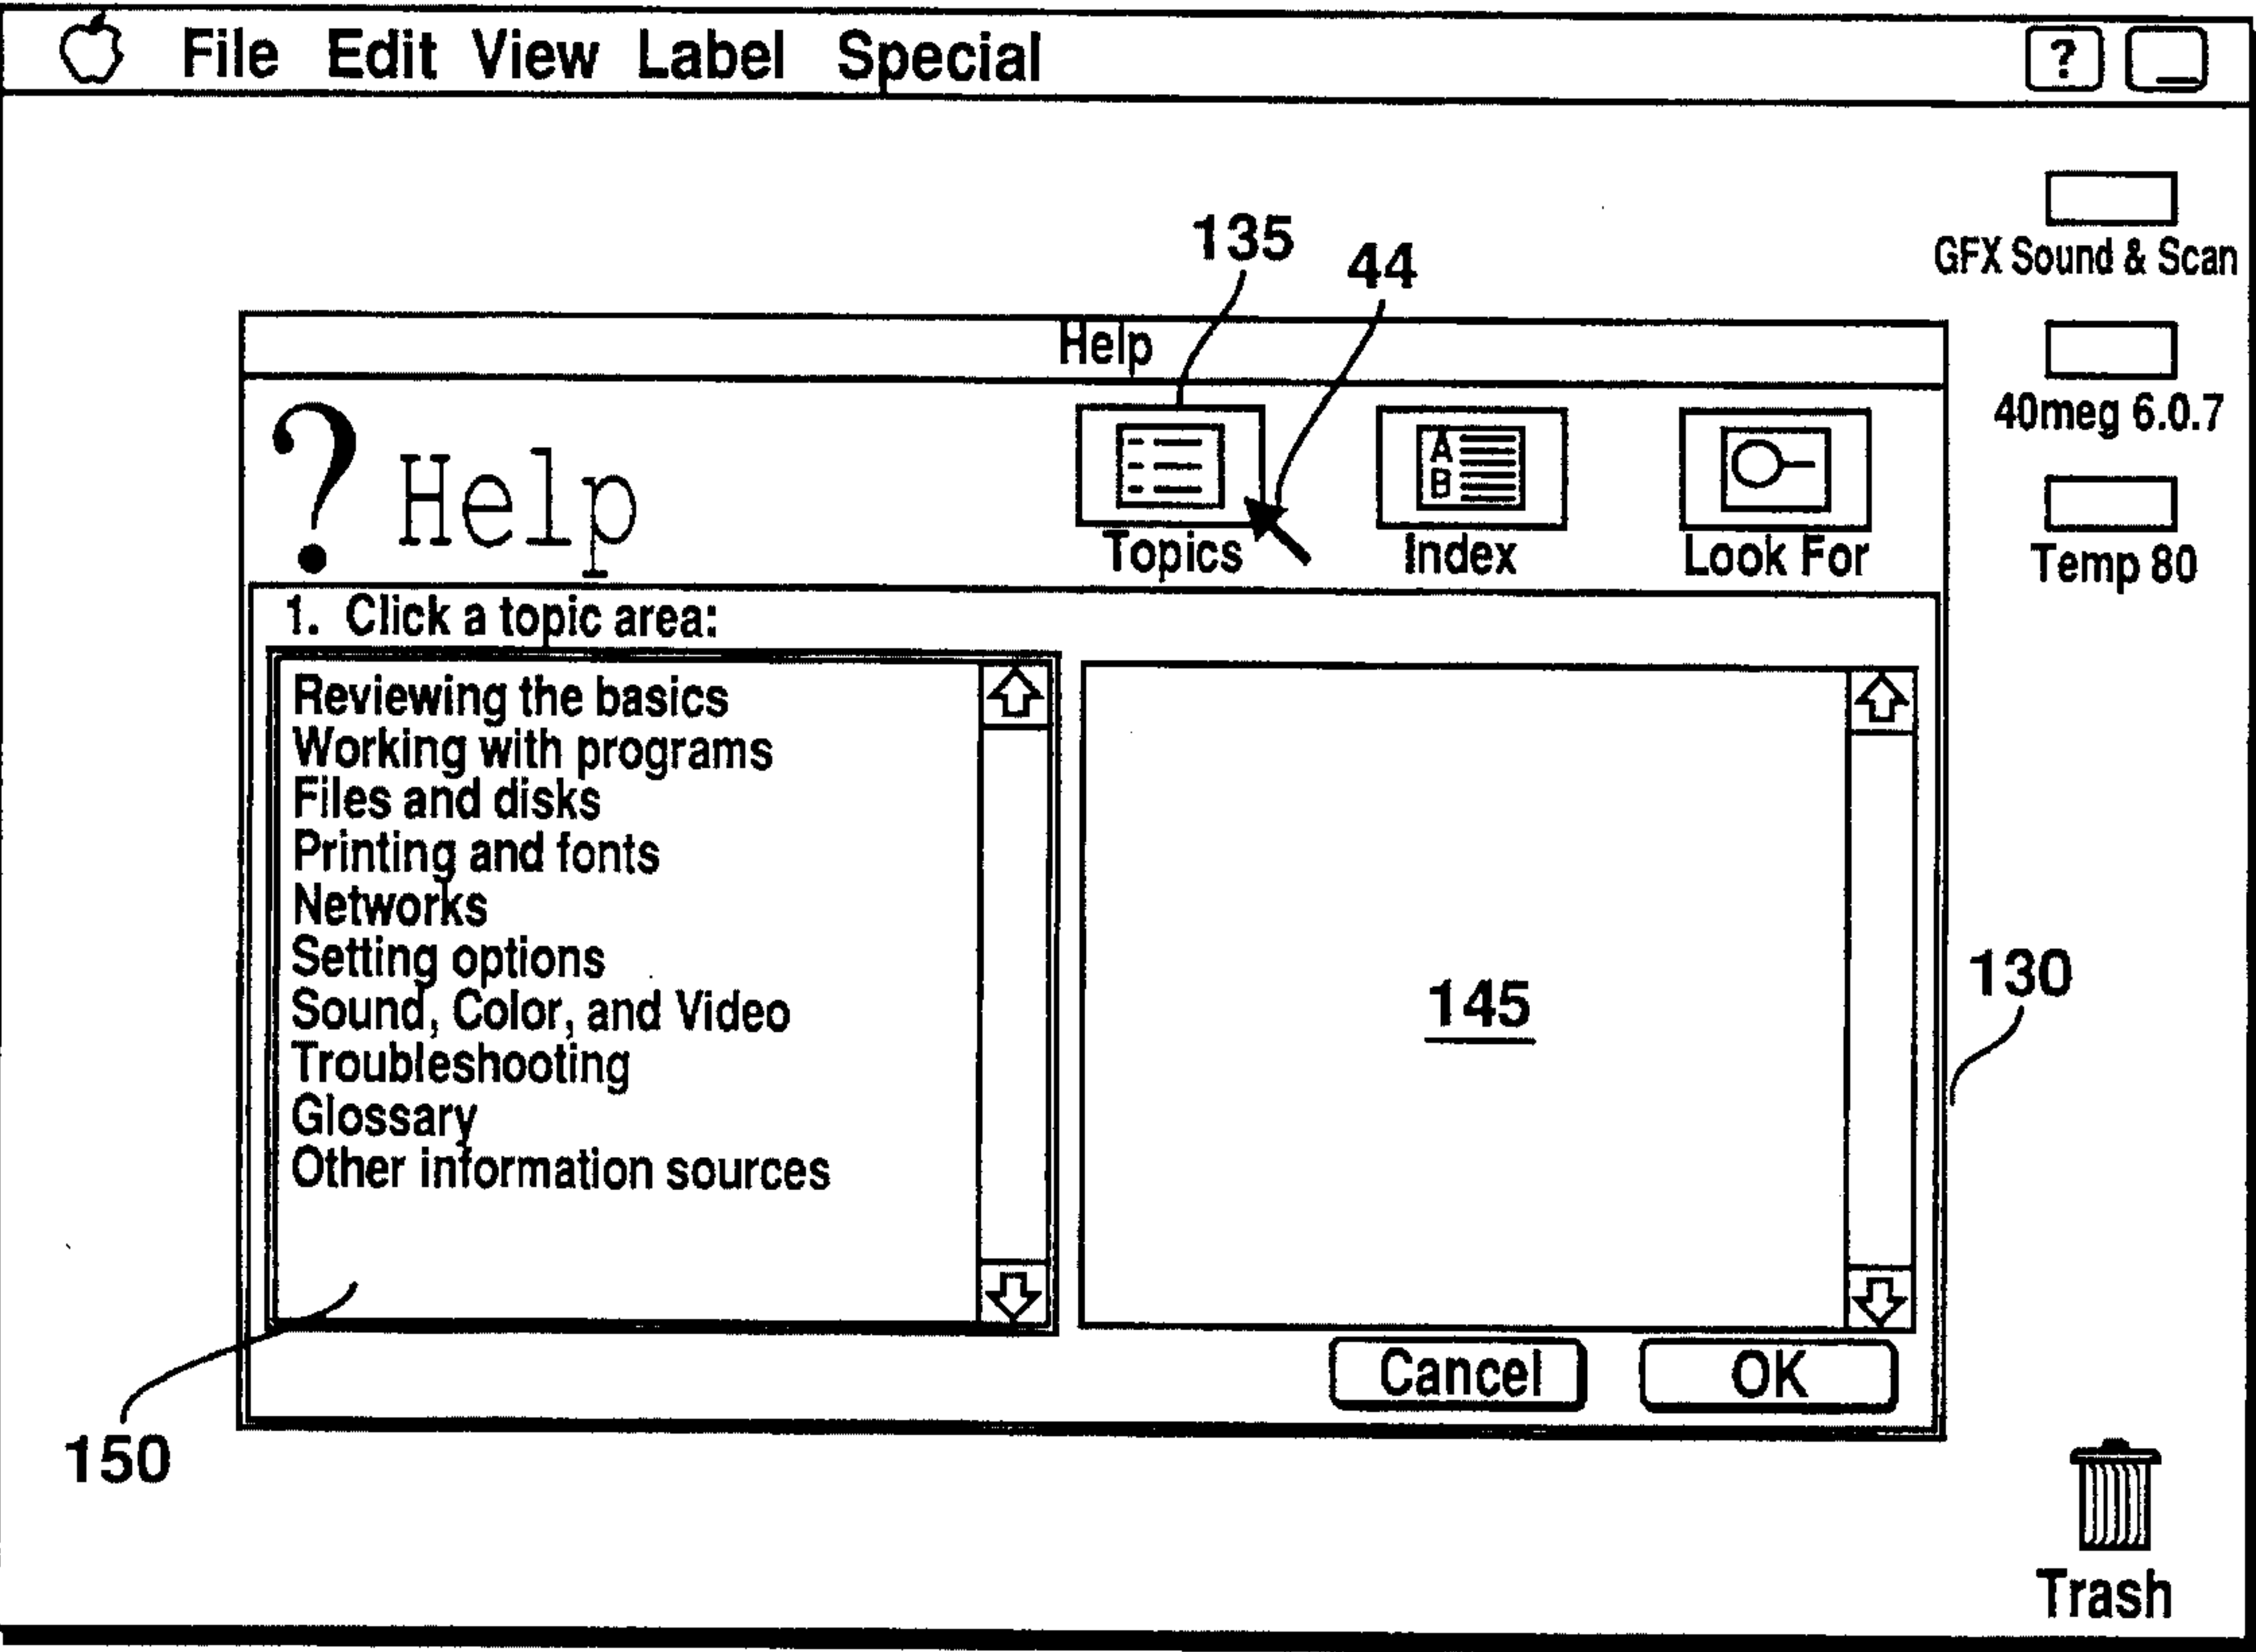 File Edit View Label Special ?
GFX Sound & Scan
40meg 6.0.7
Temp 80
135
44
Help
? Help
Topics
A
B
Index
Look For
1. Click a topic area:
Reviewing the basics
Working with programs
Files and disks
Printing and fonts
Networks
Setting options
Sound, Color, and Video
Troubleshooting
Glossary
Other information sources
145
130
Cancel
OK
150
Trash